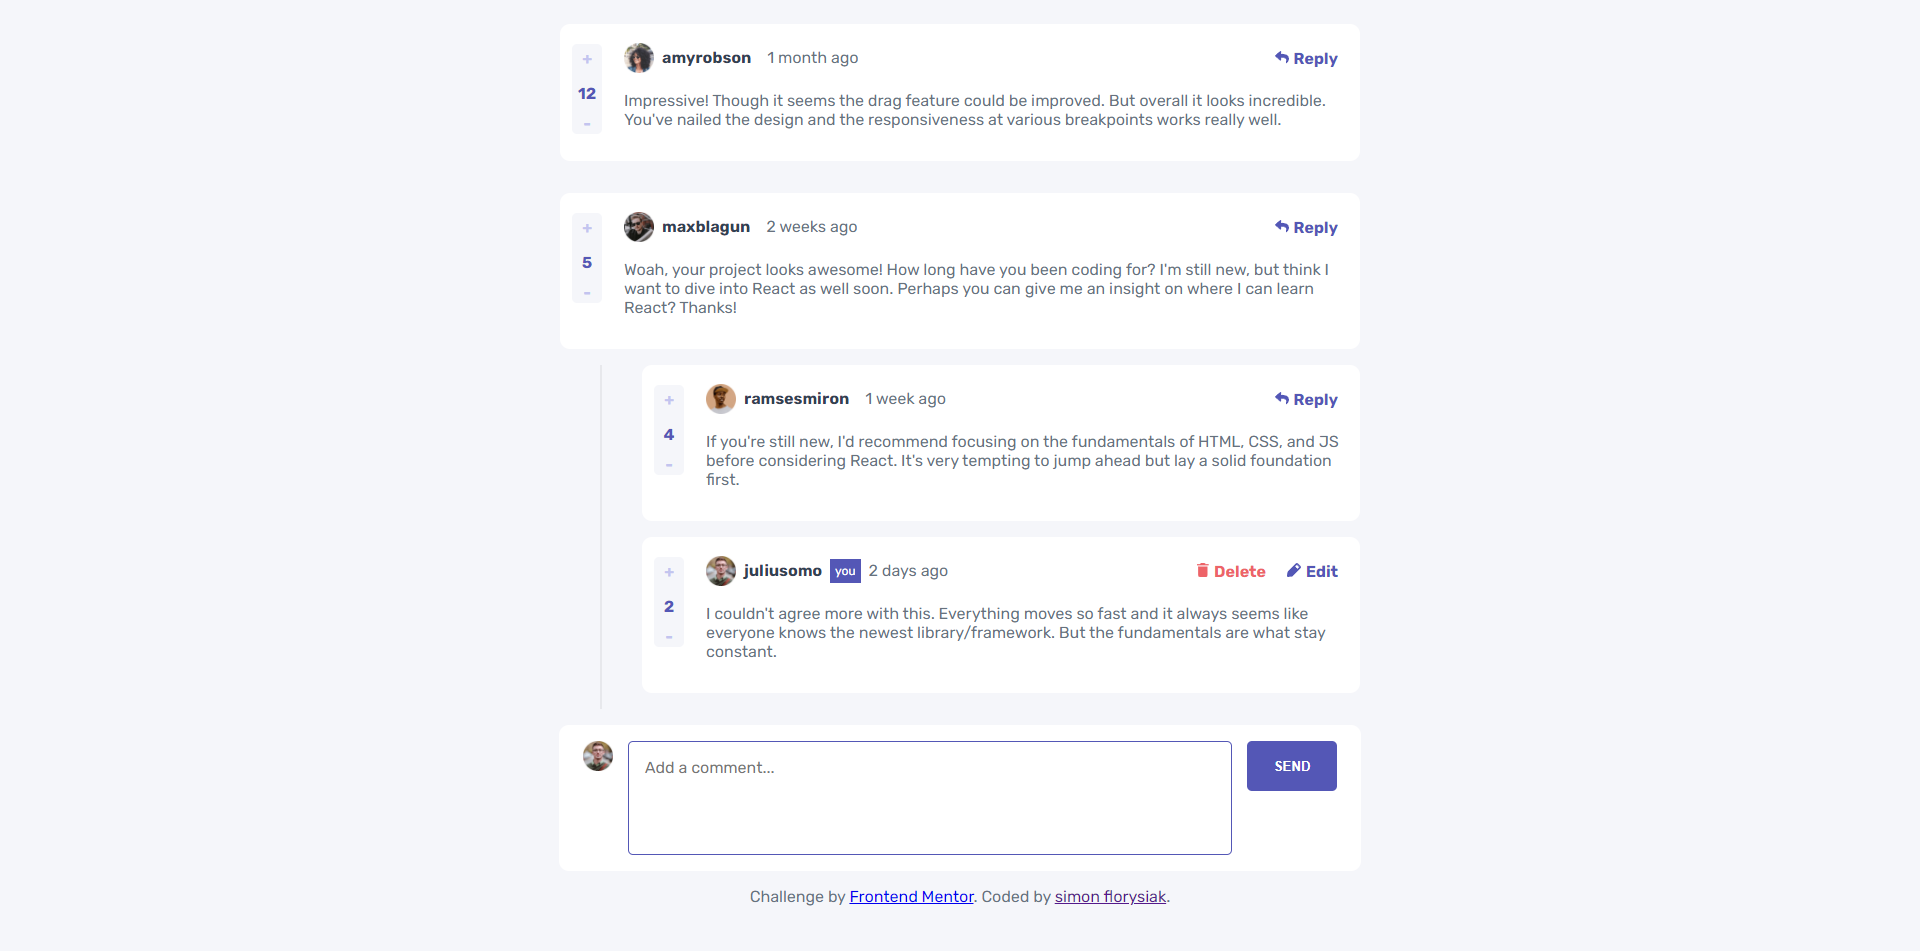 +
12
-
amyrobson 1 month ago Reply
Impressive! Though it seems the drag feature could be improved. But overall it looks incredible.
You've nailed the design and the responsiveness at various breakpoints works really well.
+
5
-
maxblagun 2 weeks ago Reply
Woah, your project looks awesome! How long have you been coding for? I'm still new, but think I
want to dive into React as well soon. Perhaps you can give me an insight on where I can learn
React? Thanks!
+
4
-
ramsesmiron 1 week ago Reply
If you're still new, I'd recommend focusing on the fundamentals of HTML, CSS, and JS
before considering React. It's very tempting to jump ahead but lay a solid foundation
first.
+
2
-
juliusomo you 2 days ago Delete Edit
I couldn't agree more with this. Everything moves so fast and it always seems like
everyone knows the newest library/framework. But the fundamentals are what stay
constant.
Add a comment...
SEND
Challenge by Frontend Mentor. Coded by simon florysiak.